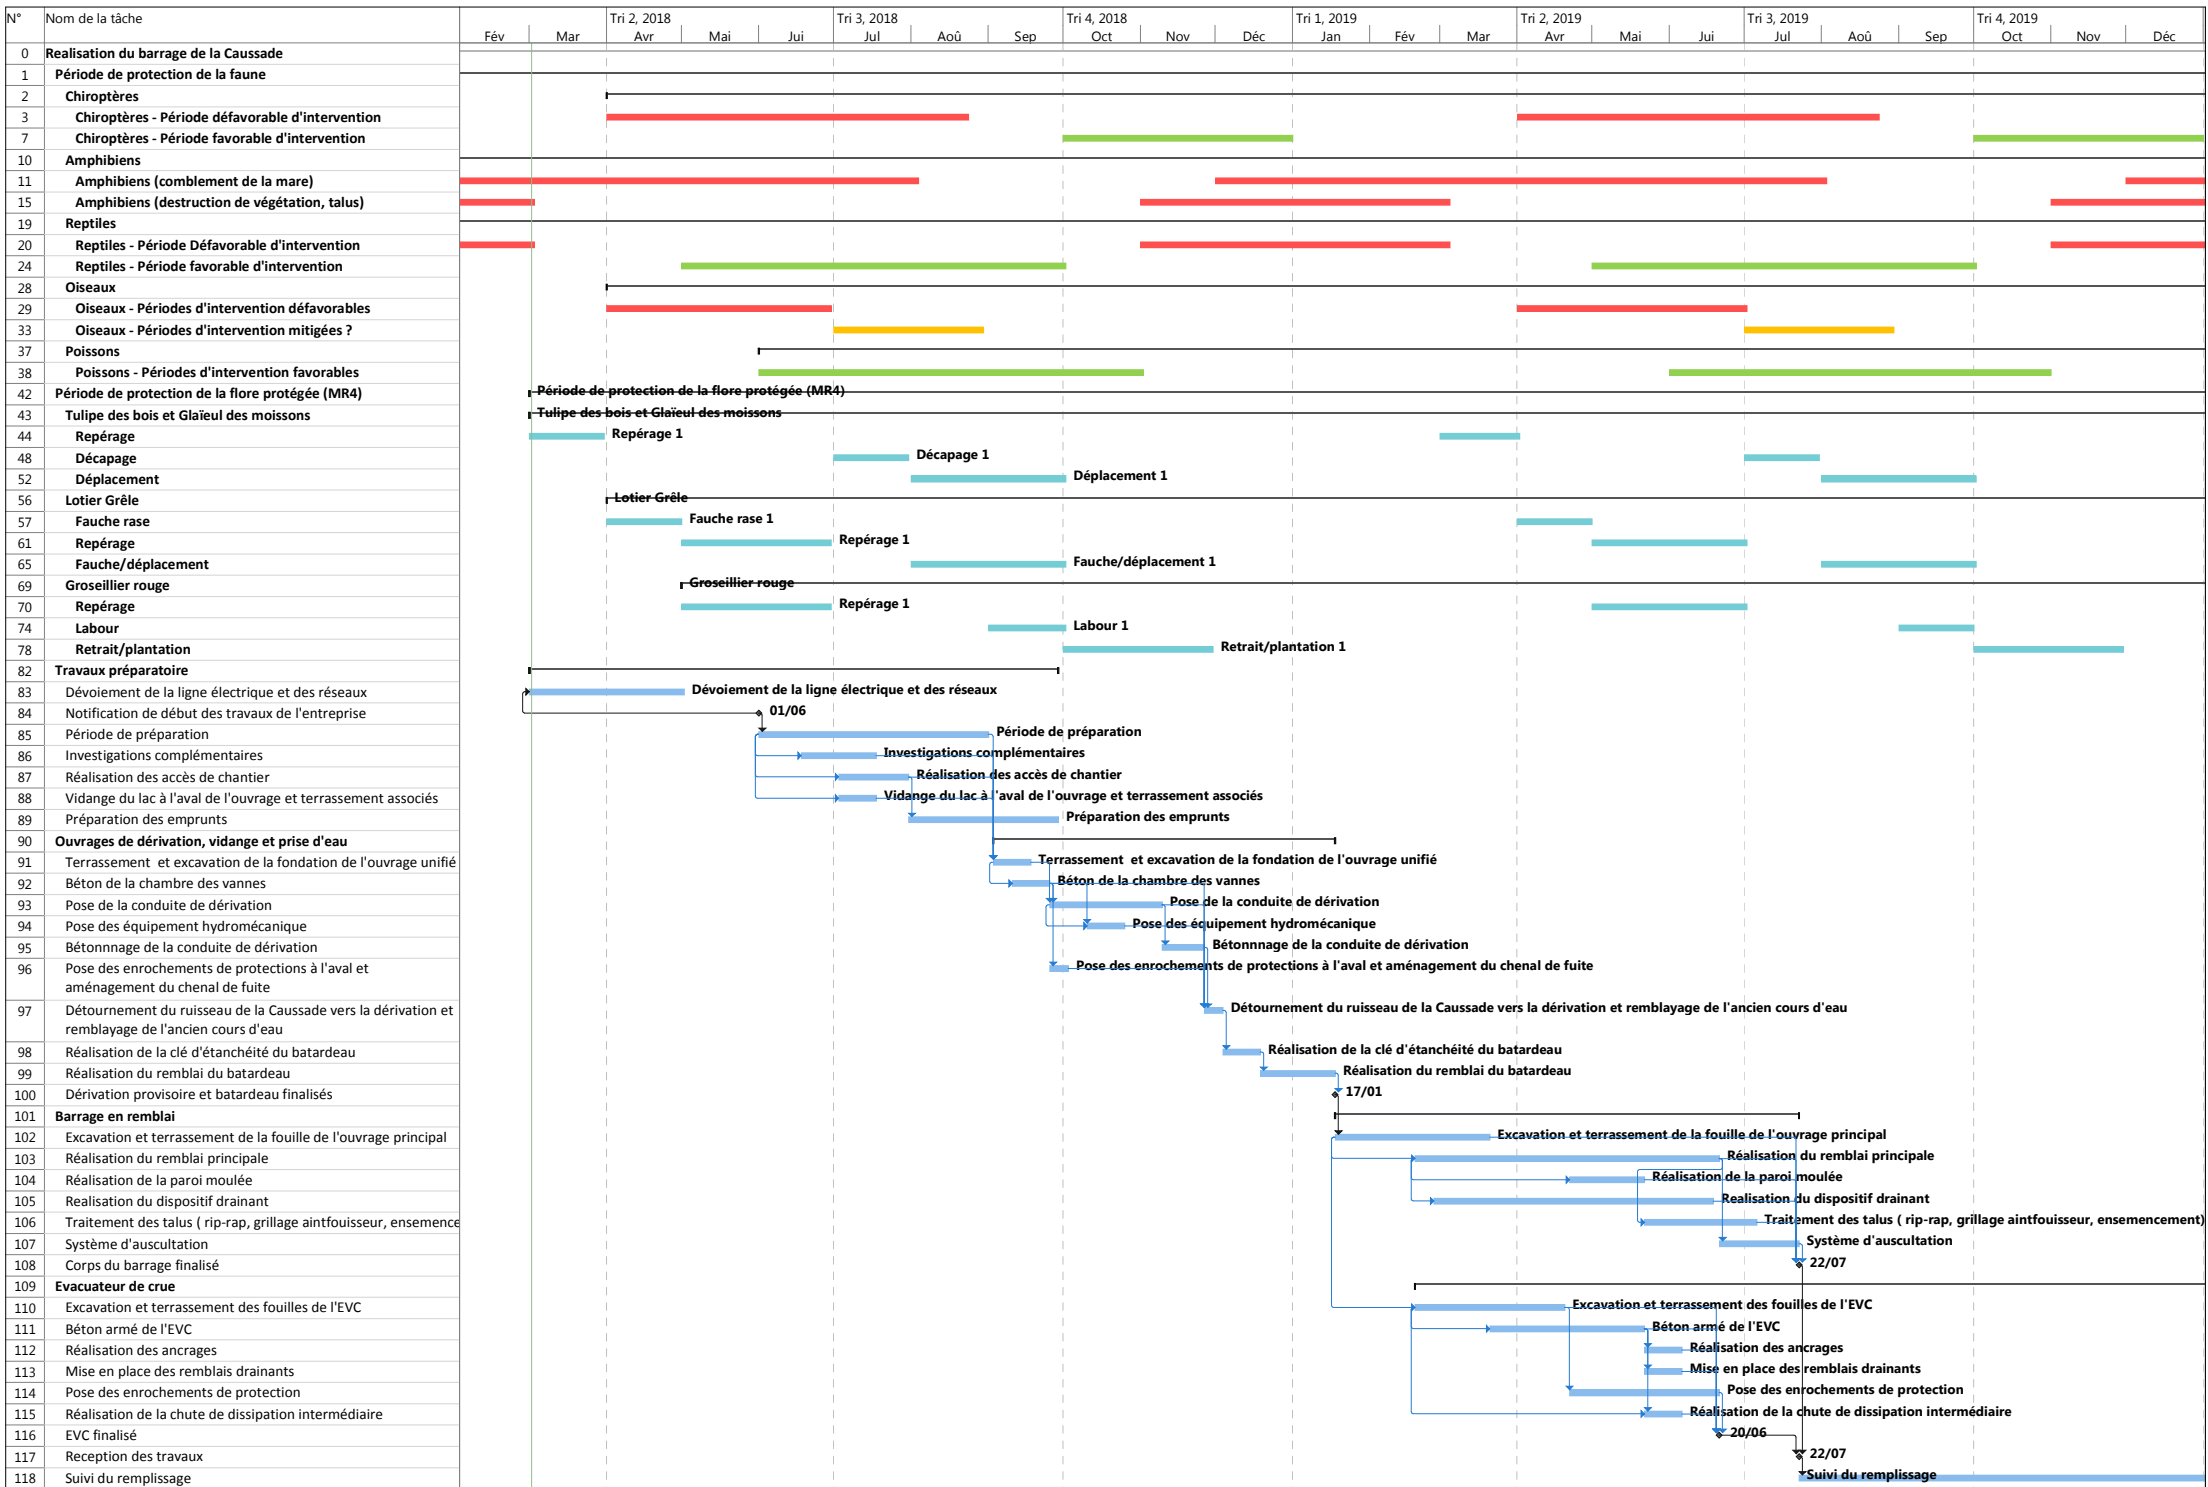 N° Nom de la tâche Tri 2, 2018 Tri 3, 2018 Tri 4, 2018 Tri 1, 2019 Tri 2, 2019 Tri 3, 2019 Tri 4, 2019
Fév Mar Avr Mai Jui Jul Aoû Sep Oct Nov Déc Jan Fév Mar Avr Mai Jui Jul Aoû Sep Oct Nov Déc
0 Realisation du barrage de la Caussade
1 Période de protection de la faune
2 Chiroptères
3 Chiroptères - Période défavorable d'intervention
7 Chiroptères - Période favorable d'intervention
10 Amphibiens
11 Amphibiens (comblement de la mare)
15 Amphibiens (destruction de végétation, talus)
19 Reptiles
20 Reptiles - Période Défavorable d'intervention
24 Reptiles - Période favorable d'intervention
28 Oiseaux
29 Oiseaux - Périodes d'intervention défavorables
33 Oiseaux - Périodes d'intervention mitigées ?
37 Poissons
38 Poissons - Périodes d'intervention favorables
42 Période de protection de la flore protégée (MR4) Période de protection de la flore protégée (MR4)
43 Tulipe des bois et Glaïeul des moissons Tulipe des bois et Glaïeul des moissons
44 Repérage Repérage 1
48 Décapage Décapage 1
52 Déplacement Déplacement 1
56 Lotier Grêle Lotier Grêle
57 Fauche rase Fauche rase 1
61 Repérage Repérage 1
65 Fauche/déplacement Fauche/déplacement 1
69 Groseillier rouge Groseillier rouge
70 Repérage Repérage 1
74 Labour Labour 1
78 Retrait/plantation Retrait/plantation 1
82 Travaux préparatoire
83 Dévoiement de la ligne électrique et des réseaux Dévoiement de la ligne électrique et des réseaux
84 Notification de début des travaux de l'entreprise 01/06
85 Période de préparation Période de préparation
86 Investigations complémentaires Investigations complémentaires
87 Réalisation des accès de chantier Réalisation des accès de chantier
88 Vidange du lac à l'aval de l'ouvrage et terrassement associés Vidange du lac à l'aval de l'ouvrage et terrassement associés
89 Préparation des emprunts Préparation des emprunts
90 Ouvrages de dérivation, vidange et prise d'eau
91 Terrassement et excavation de la fondation de l'ouvrage unifié Terrassement et excavation de la fondation de l'ouvrage unifié
92 Béton de la chambre des vannes Béton de la chambre des vannes
93 Pose de la conduite de dérivation Pose de la conduite de dérivation
94 Pose des équipement hydromécanique Pose des équipement hydromécanique
95 Bétonnnage de la conduite de dérivation Bétonnnage de la conduite de dérivation
96 Pose des enrochements de protections à l'aval et Pose des enrochements de protections à l'aval et aménagement du chenal de fuite
aménagement du chenal de fuite
97 Détournement du ruisseau de la Caussade vers la dérivation et Détournement du ruisseau de la Caussade vers la dérivation et remblayage de l'ancien cours d'eau
remblayage de l'ancien cours d'eau
98 Réalisation de la clé d'étanchéité du batardeau Réalisation de la clé d'étanchéité du batardeau
99 Réalisation du remblai du batardeau Réalisation du remblai du batardeau
100 Dérivation provisoire et batardeau finalisés 17/01
101 Barrage en remblai
102 Excavation et terrassement de la fouille de l'ouvrage principal Excavation et terrassement de la fouille de l'ouvrage principal
103 Réalisation du remblai principale Réalisation du remblai principale
104 Réalisation de la paroi moulée Réalisation de la paroi moulée
105 Realisation du dispositif drainant Realisation du dispositif drainant
106 Traitement des talus ( rip-rap, grillage aintfouisseur, ensemence Traitement des talus ( rip-rap, grillage aintfouisseur, ensemencement)
107 Système d'auscultation Système d'auscultation
108 Corps du barrage finalisé 22/07
109 Evacuateur de crue
110 Excavation et terrassement des fouilles de l'EVC Excavation et terrassement des fouilles de l'EVC
111 Béton armé de l'EVC Béton armé de l'EVC
112 Réalisation des ancrages Réalisation des ancrages
113 Mise en place des remblais drainants Mise en place des remblais drainants
114 Pose des enrochements de protection Pose des enrochements de protection
115 Réalisation de la chute de dissipation intermédiaire Réalisation de la chute de dissipation intermédiaire
116 EVC finalisé 20/06
117 Reception des travaux 22/07
118 Suivi du remplissage Suivi du remplissage